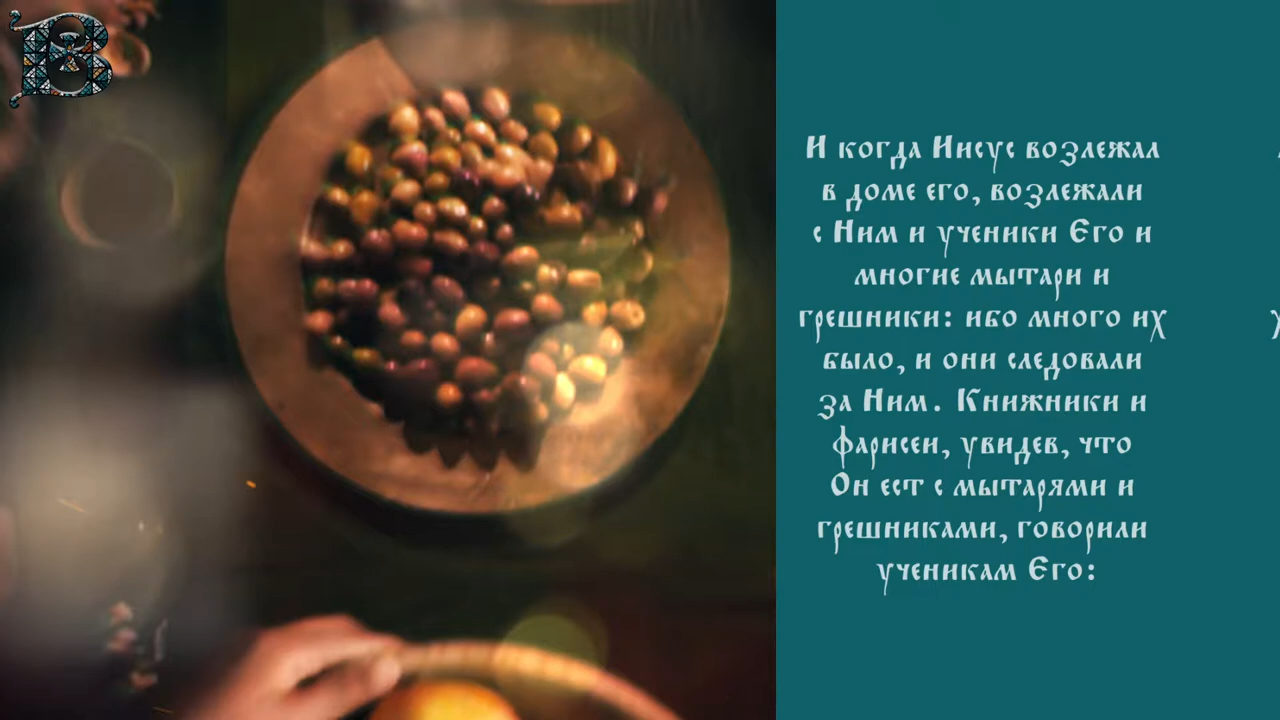 В
И когда Иисус возлежал
в доме его, возлежали
с Ним и ученики Его и
многие мытари и
грешники: ибо много их
было, и они следовали
за Ним. Книжники и
фарисеи, увидев, что
Он ест с мытарями и
грешниками, говорили
ученикам Его: